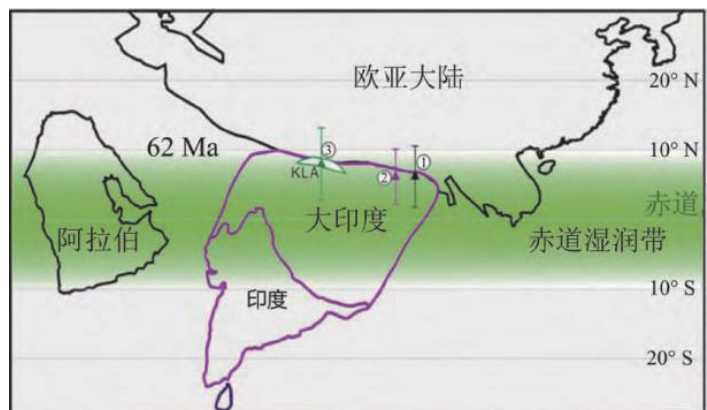 欧亚大陆
20° N
62 Ma
10° N
③
①
KLA
②
大印度
赤道
阿拉伯
赤道湿润带
印度
10° S
20° S